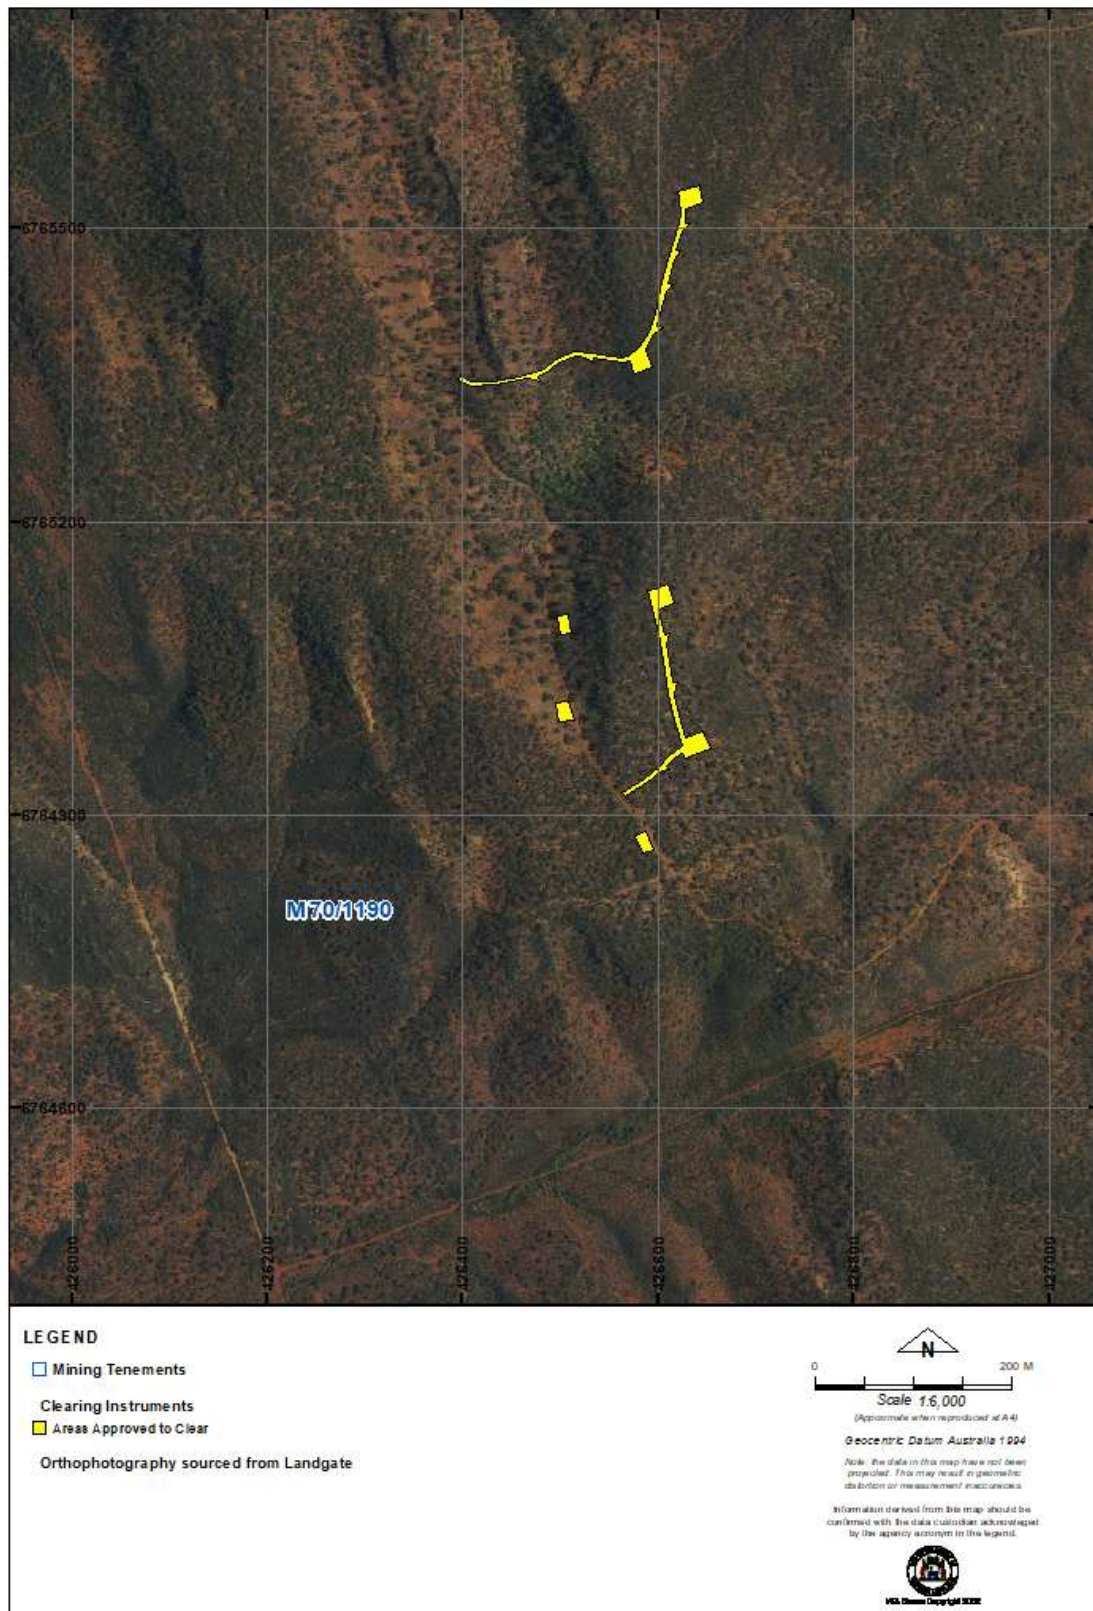 6765500
6765200
6764900
M70/1190
6764600
426000
426200
426400
426600
426800
427000
LEGEND
Mining Tenements
Clearing Instruments
Areas Approved to Clear
Orthophotography sourced from Landgate
N
0 200 M
Scale 1:6,000
(Approximate when reproduced at A4)
Geocentric Datum Australia 1994
Note: the data in this map have not been
projected. This may result in geometric
distortion or measurement inaccuracies.
Information derived from this map should be
confirmed with the data custodian acknowleged
by the agency acronym in the legend.